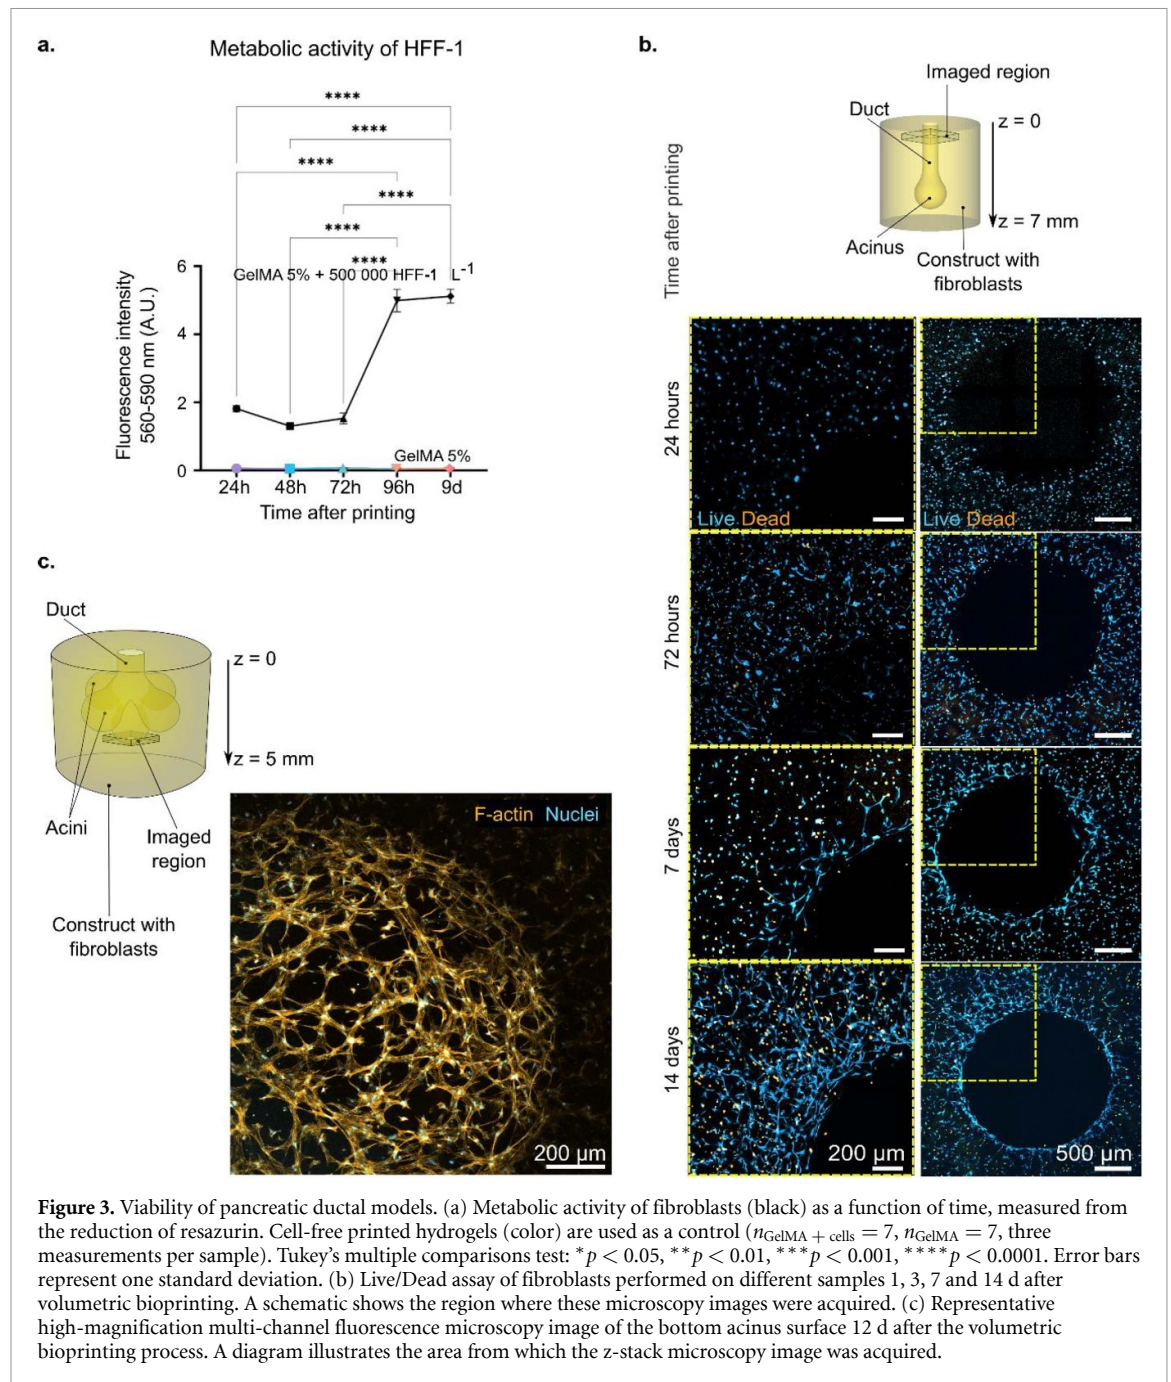 a.
Metabolic activity of HFF-1
****
****
****
****
****
****
GelMA 5% + 500 000 HFF-1 L-1
Fluorescence intensity
560-590 nm (A.U.)
6
4
2
0
GelMA 5%
24h 48h 72h 96h 9d
Time after printing
b.
Imaged region
Duct
z = 0
z = 7 mm
Acinus
Construct with
fibroblasts
Time after printing
24 hours
Live Dead
Live Dead
72 hours
7 days
14 days
200 µm
500 µm
c.
Duct
z = 0
z = 5 mm
Acini
Imaged
region
Construct with
fibroblasts
F-actin Nuclei
200 µm
Figure 3. Viability of pancreatic ductal models. (a) Metabolic activity of fibroblasts (black) as a function of time, measured from
the reduction of resazurin. Cell-free printed hydrogels (color) are used as a control (nGelMA + cells = 7, nGelMA = 7, three
measurements per sample). Tukey's multiple comparisons test: *p < 0.05, **p < 0.01, ***p < 0.001, ****p < 0.0001. Error bars
represent one standard deviation. (b) Live/Dead assay of fibroblasts performed on different samples 1, 3, 7 and 14 d after
volumetric bioprinting. A schematic shows the region where these microscopy images were acquired. (c) Representative
high-magnification multi-channel fluorescence microscopy image of the bottom acinus surface 12 d after the volumetric
bioprinting process. A diagram illustrates the area from which the z-stack microscopy image was acquired.